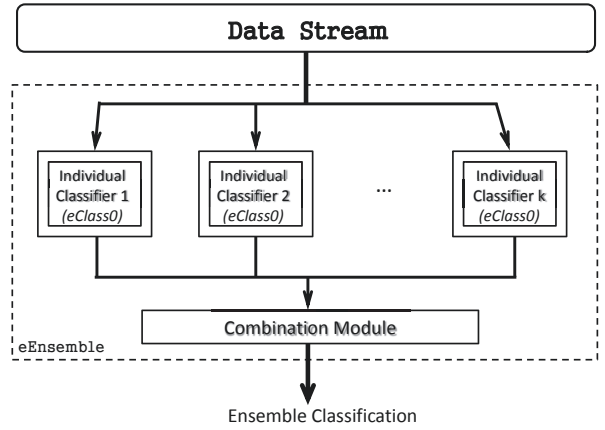 Data Stream
Individual
Classifier 1
(eClass0)
Individual
Classifier 2
(eClass0)
...
Individual
Classifier k
(eClass0)
Combination Module
eEnsemble
Ensemble Classification